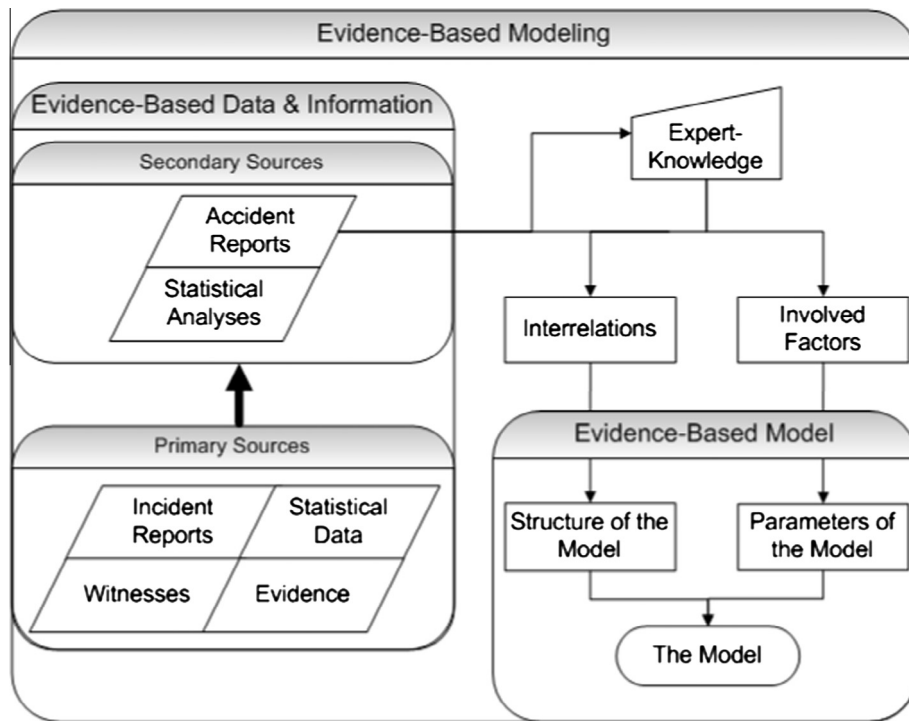 Evidence-Based Modeling
Evidence-Based Data & Information
Secondary Sources
Accident
Reports
Statistical
Analyses
Primary Sources
Incident
Reports
Statistical
Data
Witnesses
Evidence
Expert-
Knowledge
Interrelations
Involved
Factors
Evidence-Based Model
Structure of the
Model
Parameters of
the Model
The Model